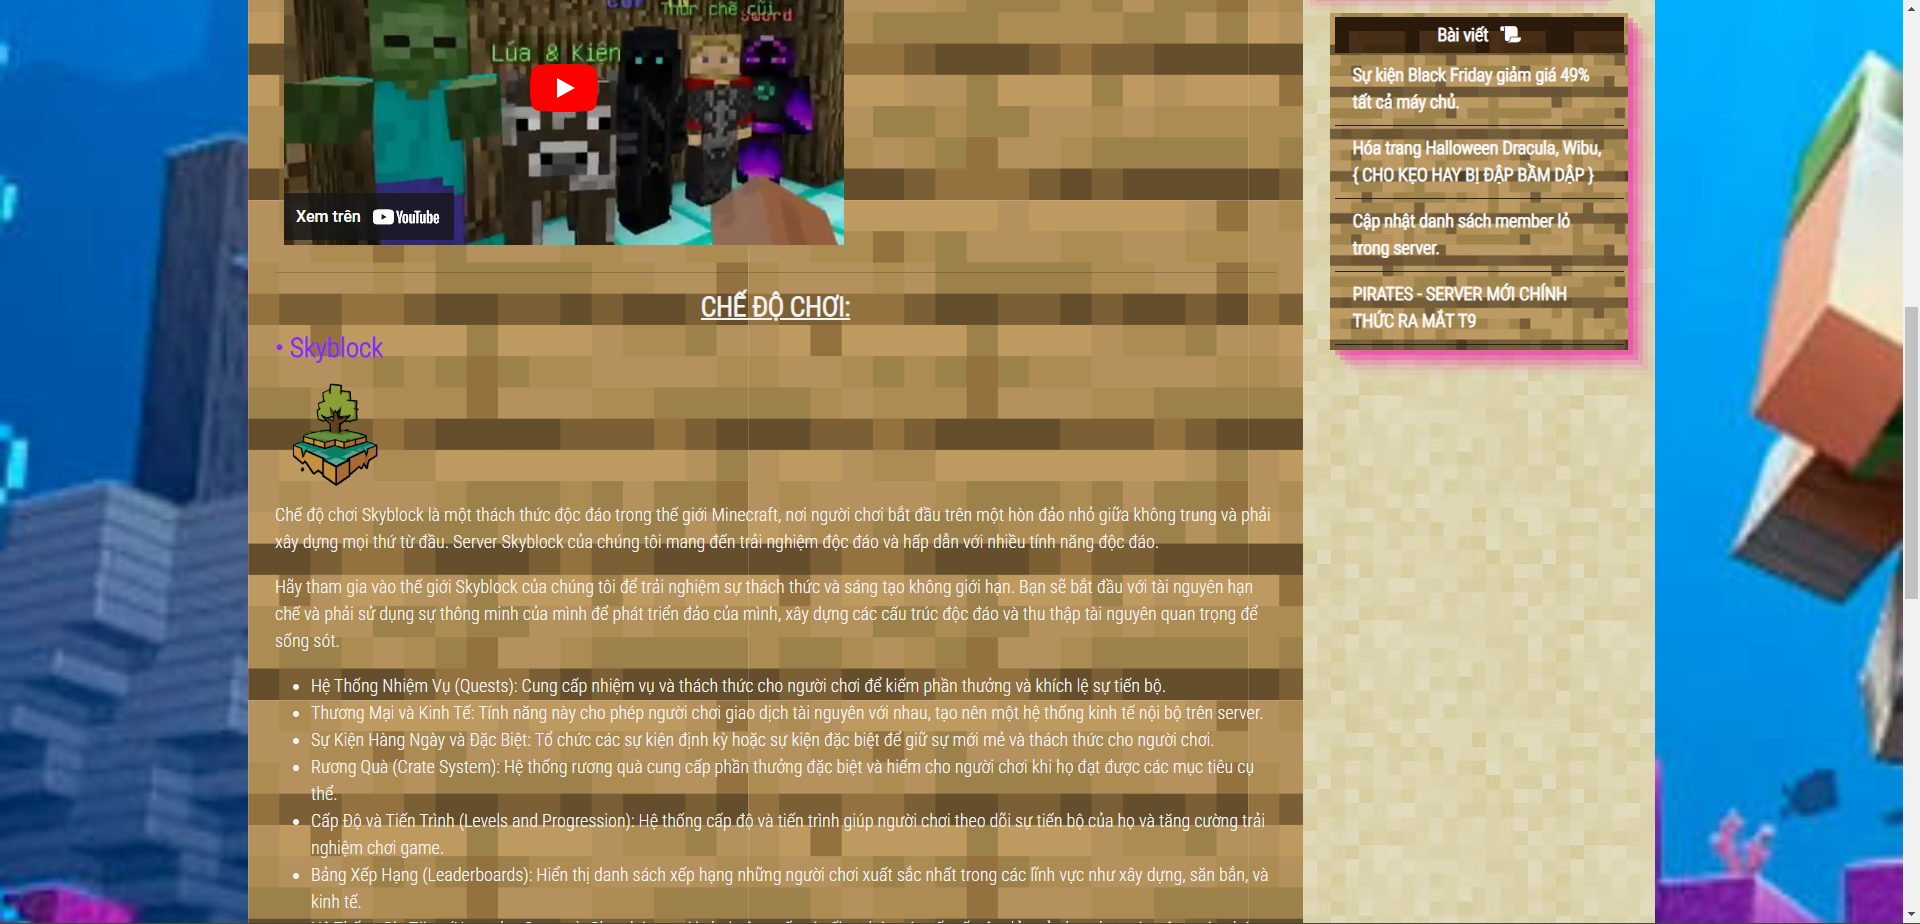 Thur chế cũi
Sword
Lúa & Kiên
Xem trên YouTube
CHẾ ĐỘ CHƠI:
• Skyblock
Chế độ chơi Skyblock là một thách thức độc đáo trong thế giới Minecraft, nơi người chơi bắt đầu trên một hòn đảo nhỏ giữa không trung và phải
xây dựng mọi thứ từ đầu. Server Skyblock của chúng tôi mang đến trải nghiệm độc đáo và hấp dẫn với nhiều tính năng độc đáo.
Hãy tham gia vào thế giới Skyblock của chúng tôi để trải nghiệm sự thách thức và sáng tạo không giới hạn. Bạn sẽ bắt đầu với tài nguyên hạn
chế và phải sử dụng sự thông minh của mình để phát triển đảo của mình, xây dựng các cấu trúc độc đáo và thu thập tài nguyên quan trọng để
sống sót.
• Hệ Thống Nhiệm Vụ (Quests): Cung cấp nhiệm vụ và thách thức cho người chơi để kiếm phần thưởng và khích lệ sự tiến bộ.
• Thương Mại và Kinh Tế: Tính năng này cho phép người chơi giao dịch tài nguyên với nhau, tạo nên một hệ thống kinh tế nội bộ trên server.
• Sự Kiện Hàng Ngày và Đặc Biệt: Tổ chức các sự kiện định kỳ hoặc sự kiện đặc biệt để giữ sự mới mẻ và thách thức cho người chơi.
• Rương Quà (Crate System): Hệ thống rương quà cung cấp phần thưởng đặc biệt và hiếm cho người chơi khi họ đạt được các mục tiêu cụ
thể.
• Cấp Độ và Tiến Trình (Levels and Progression): Hệ thống cấp độ và tiến trình giúp người chơi theo dõi sự tiến bộ của họ và tăng cường trải
nghiệm chơi game.
• Bảng Xếp Hạng (Leaderboards): Hiển thị danh sách xếp hạng những người chơi xuất sắc nhất trong các lĩnh vực như xây dựng, săn bắn, và
kinh tế.
Bài viết
Sự kiện Black Friday giảm giá 49%
tất cả máy chủ.
Hóa trang Halloween Dracula, Wibu,
{ CHO KẸO HAY BỊ ĐẬP BẦM DẬP }
Cập nhật danh sách member lỏ
trong server.
PIRATES - SERVER MỚI CHÍNH
THỨC RA MẮT T9